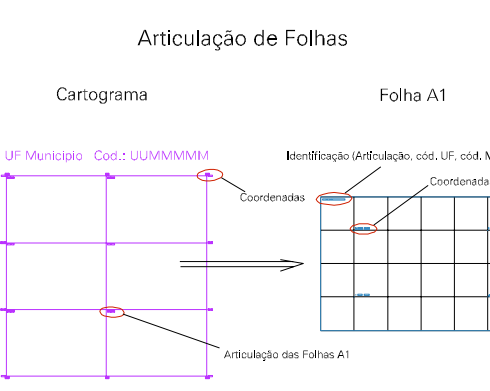 Articulação de Folhas
Cartograma
Folha A1
UF Municipio Cod.: UUMMMMM
Identificação (Articulação, cód. UF, cód. M
Coordenada
Coordenadas
Articulação das Folhas A1